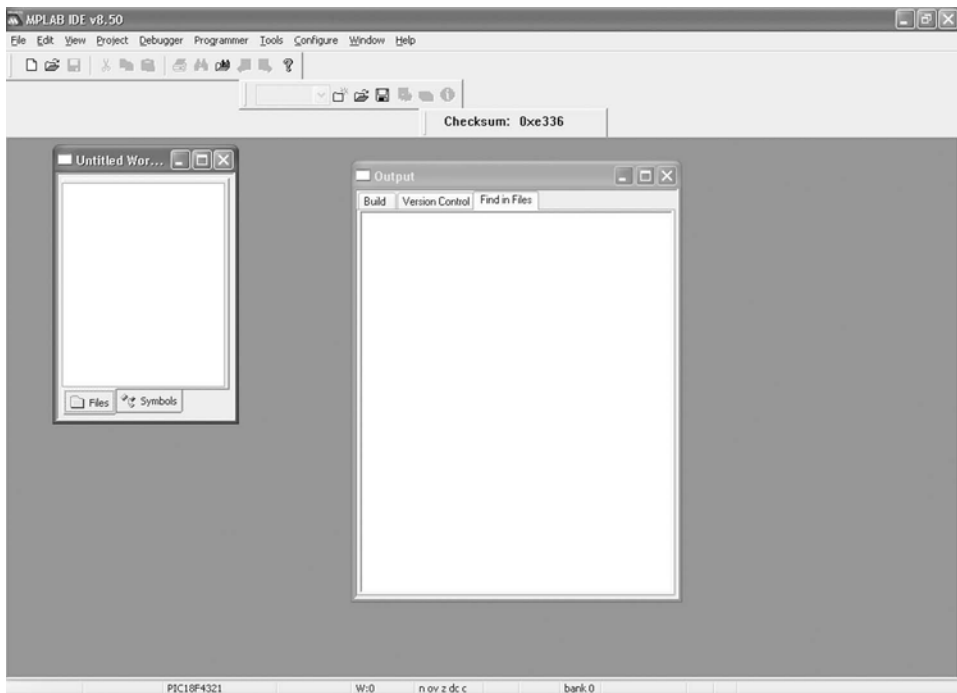 MPLAB IDE v8.50
File Edit View Project Debugger Programmer Tools Configure Window Help
Checksum: 0xe336
Untitled Wor...
Output
Build Version Control Find in Files
Files Symbols
PIC18F4321 W:0 n ov z dc c bank 0